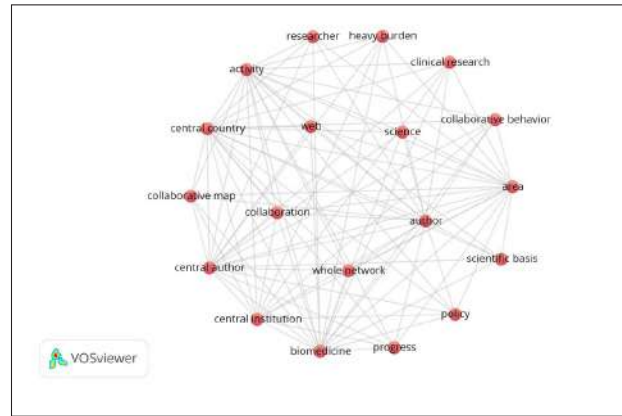 researcher
heavy burden
clinical research
activity
collaborative behavior
central country
web
science
area
collaborative map
collaboration
author
scientific basis
central author
whole network
policy
central institution
biomedicine
progress
VOSviewer